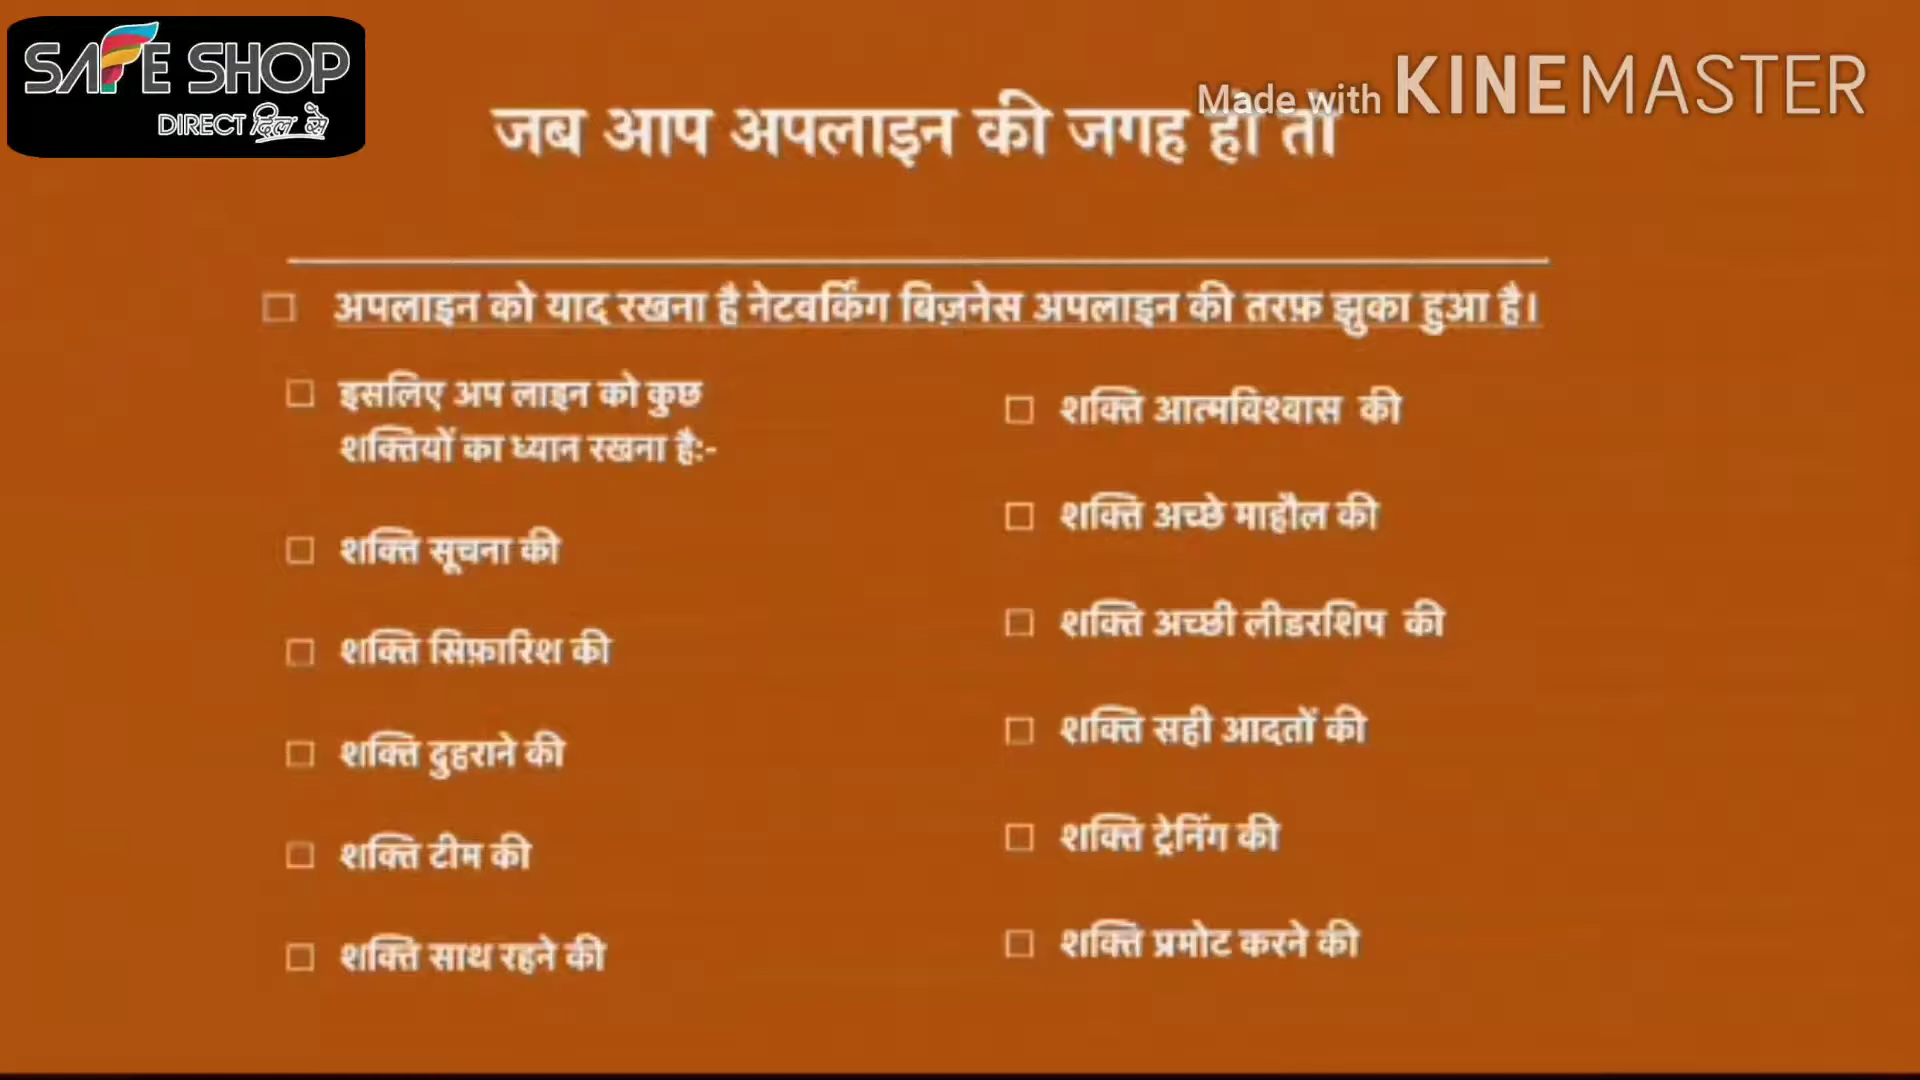 SAFE SHOP
DIRECT दिल से
Made with KINEMASTER
जब आप अपलाइन की जगह हो तो
अपलाइन को याद रखना है नेटवर्किंग बिज़नेस अपलाइन की तरफ़ झुका हुआ है।
इसलिए अप लाइन को कुछ
शक्तियों का ध्यान रखना है:-
शक्ति सूचना की
शक्ति सिफ़ारिश की
शक्ति दुहराने की
शक्ति टीम की
शक्ति साथ रहने की
शक्ति आत्मविश्वास की
शक्ति अच्छे माहौल की
शक्ति अच्छी लीडरशिप की
शक्ति सही आदतों की
शक्ति ट्रेनिंग की
शक्ति प्रमोट करने की